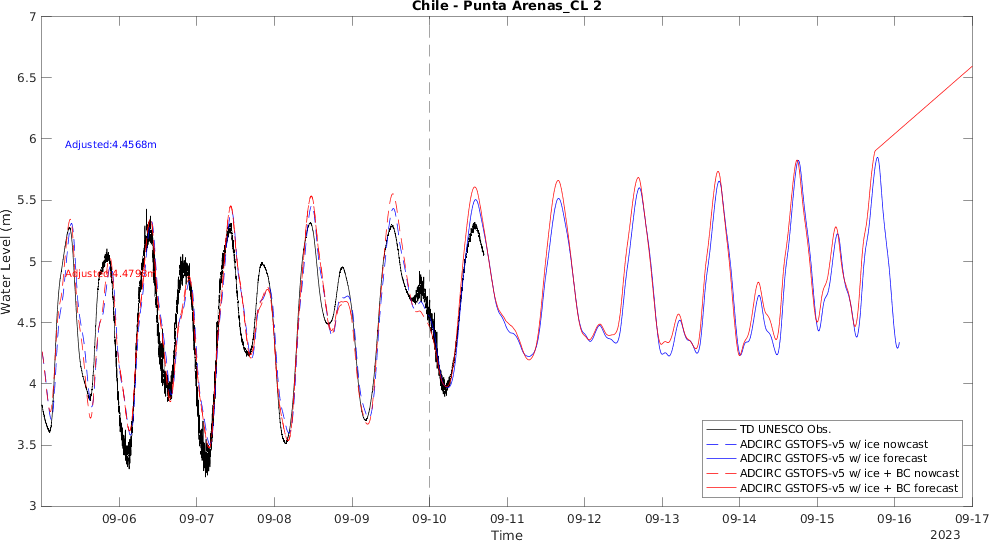 Chile - Punta Arenas_CL 2
7
6.5
6
5.5
5
4.5
4
3.5
3
Water Level (m)
Adjusted:4.4568m
Adjusted:4.4793m
TD UNESCO Obs.
ADCIRC GSTOFS-v5 w/ ice nowcast
ADCIRC GSTOFS-v5 w/ ice forecast
ADCIRC GSTOFS-v5 w/ ice + BC nowcast
ADCIRC GSTOFS-v5 w/ ice + BC forecast
09-06 09-07 09-08 09-09 09-10 09-11 09-12 09-13 09-14 09-15 09-16 09-17
Time
2023